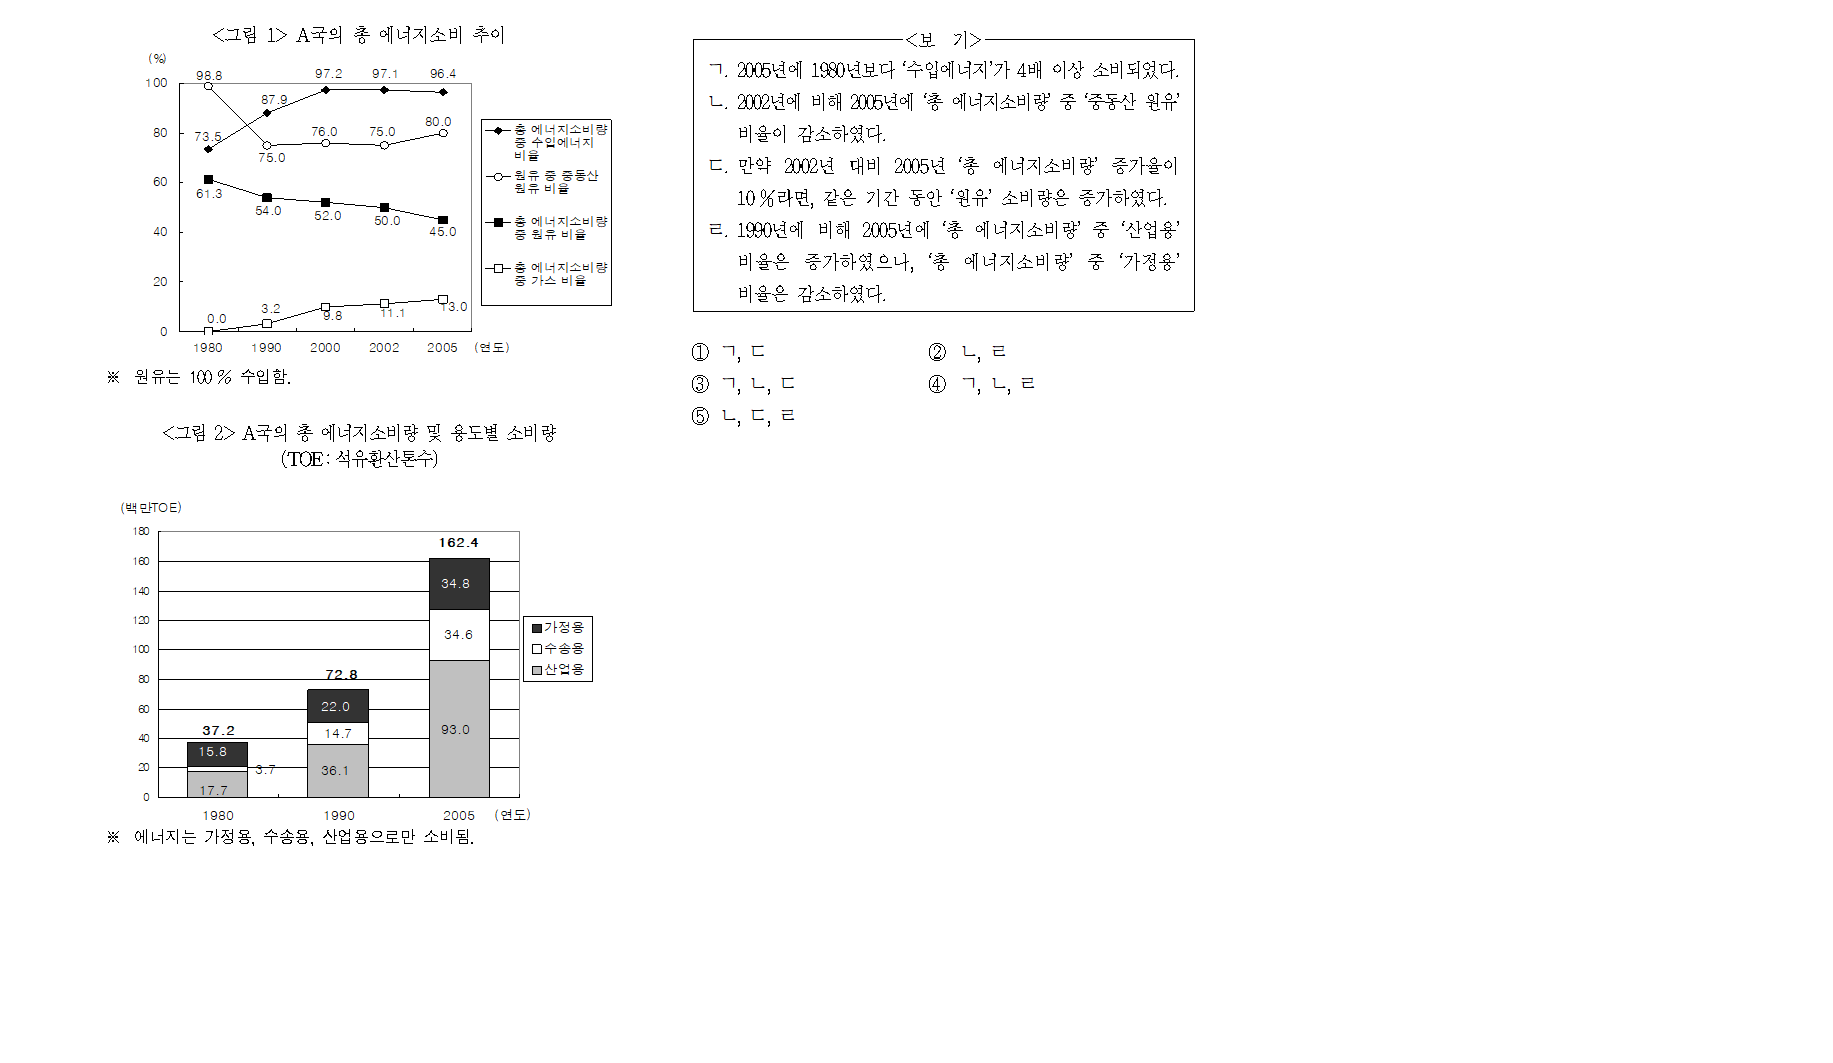 <그림 1> A국의 총 에너지소비 추이
(%)
100
80
60
40
20
0
98.8
87.9
97.2
97.1
96.4
73.5
75.0
76.0
75.0
80.0
61.3
54.0
52.0
50.0
45.0
0.0
3.2
9.8
11.1
13.0
1980 1990 2000 2002 2005 (연도)
총 에너지소비량
중 수입에너지
비율
원유 중 중동산
원유 비율
총 에너지소비량
중 원유 비율
총 에너지소비량
중 가스 비율
※ 원유는 100% 수입함.
<그림 2> A국의 총 에너지소비량 및 용도별 소비량
(TOE : 석유환산톤수)
(백만TOE)
180
160
140
120
100
80
60
40
20
0
37.2
15.8
3.7
17.7
72.8
22.0
14.7
36.1
162.4
34.8
34.6
93.0
1980 1990 2005 (연도)
가정용
수송용
산업용
※ 에너지는 가정용, 수송용, 산업용으로만 소비됨.
<보 기>
ㄱ. 2005년에 1980년보다 ‘수입에너지’가 4배 이상 소비되었다.
ㄴ. 2002년에 비해 2005년에 ‘총 에너지소비량’ 중 ‘중동산 원유’
비율이 감소하였다.
ㄷ. 만약 2002년 대비 2005년 ‘총 에너지소비량’ 증가율이
10%라면, 같은 기간 동안 ‘원유’ 소비량은 증가하였다.
ㄹ. 1990년에 비해 2005년에 ‘총 에너지소비량’ 중 ‘산업용’
비율은 증가하였으나, ‘총 에너지소비량’ 중 ‘가정용’
비율은 감소하였다.
① ㄱ, ㄷ ② ㄴ, ㄹ
③ ㄱ, ㄴ, ㄷ ④ ㄱ, ㄴ, ㄹ
⑤ ㄴ, ㄷ, ㄹ